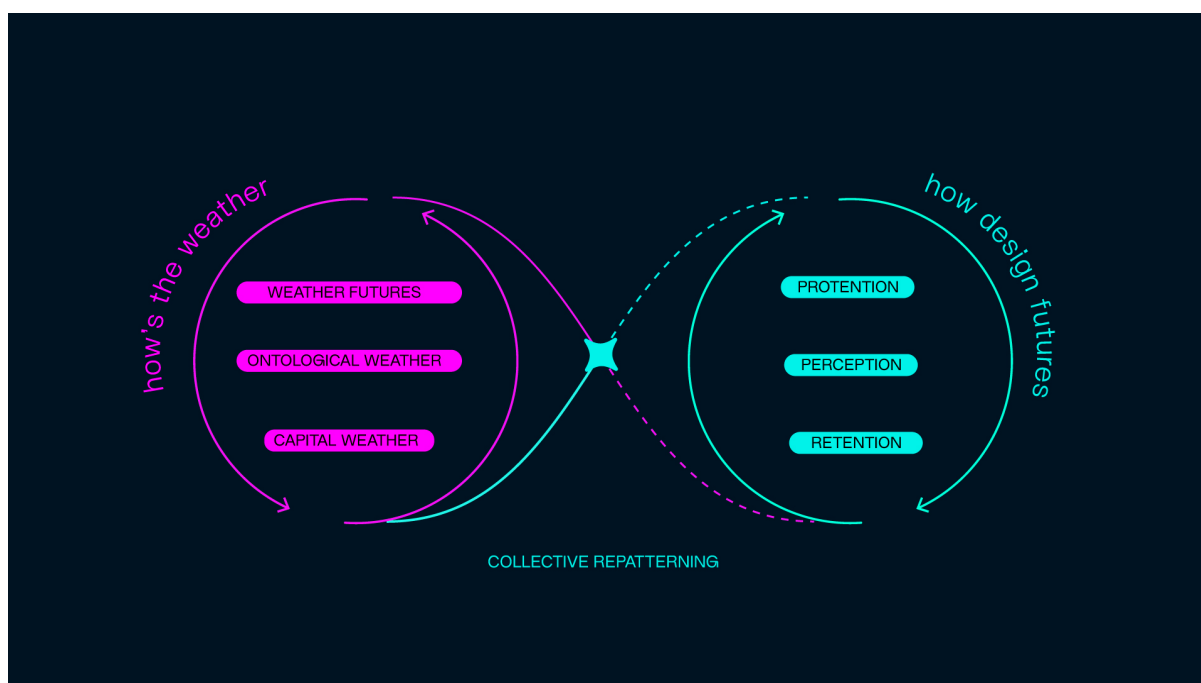 how's the weather
WEATHER FUTURES
ONTOLOGICAL WEATHER
CAPITAL WEATHER
how design futures
PROTENTION
PERCEPTION
RETENTION
COLLECTIVE REPATTERNING